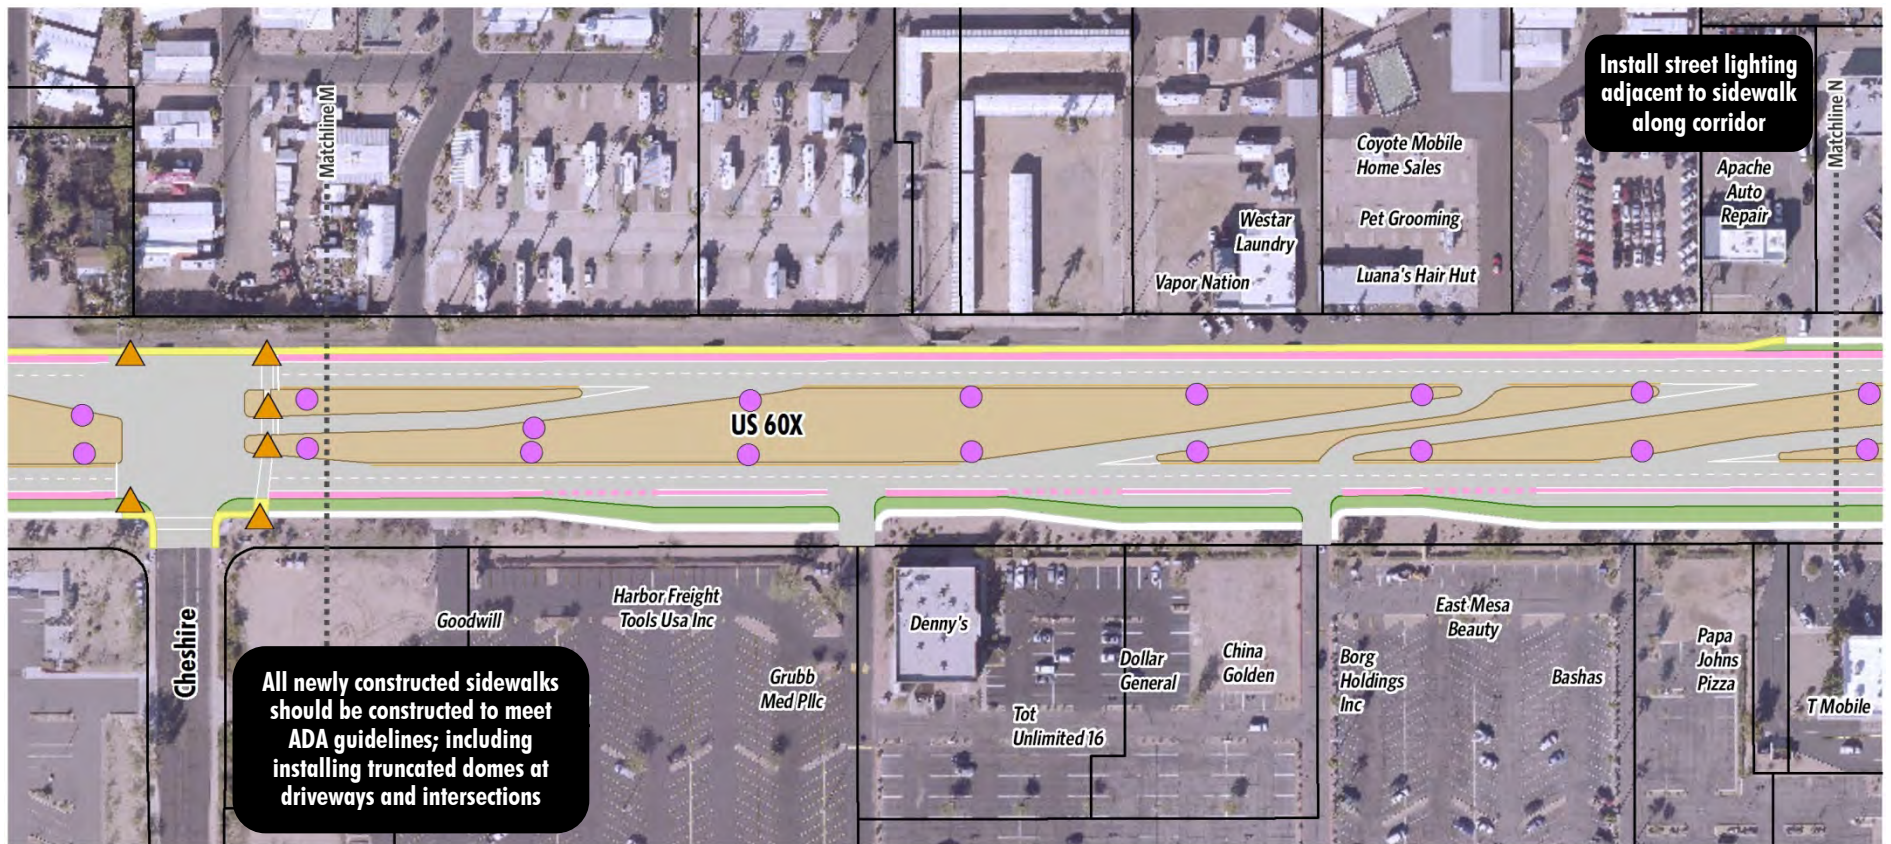 Matchline M
Install street lighting
adjacent to sidewalk
along corridor
Matchline N
Coyote Mobile
Home Sales
Apache
Auto
Repair
Westar
Laundry
Pet Grooming
Vapor Nation
Luana's Hair Hut
US 60X
Cheshire
Goodwill
Harbor Freight
Tools Usa Inc
Grubb
Med Pllc
Denny's
Dollar
General
China
Golden
Tot
Unlimited 16
East Mesa
Beauty
Borg
Holdings
Inc
Bashas
Papa
Johns
Pizza
T Mobile
All newly constructed sidewalks
should be constructed to meet
ADA guidelines; including
installing truncated domes at
driveways and intersections